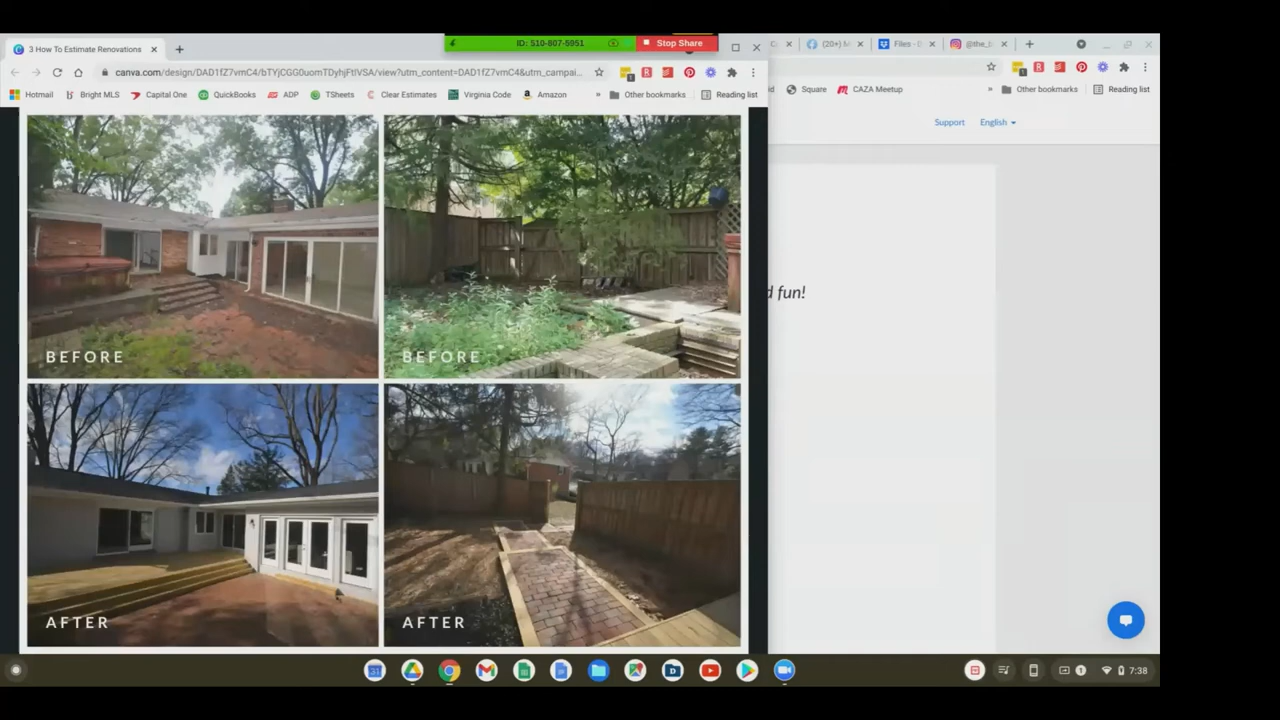 3 How To Estimate Renovations
ID: 510-807-5951
Stop Share
(20+)
Files -
canva.com/design/DAD1fZ7vmC4/bTYjCGG0uomTDyhjFtIVSA/view?utm_content=DAD1fZ7vmC4&utm_campai...
Hotmail
Bright MLS
Capital One
QuickBooks
ADP
TSheets
Clear Estimates
Virginia Code
Amazon
Other bookmarks
Reading list
Square
CAZA Meetup
Other bookmarks
Reading list
Support
English
d fun!
BEFORE
BEFORE
AFTER
AFTER
7:38